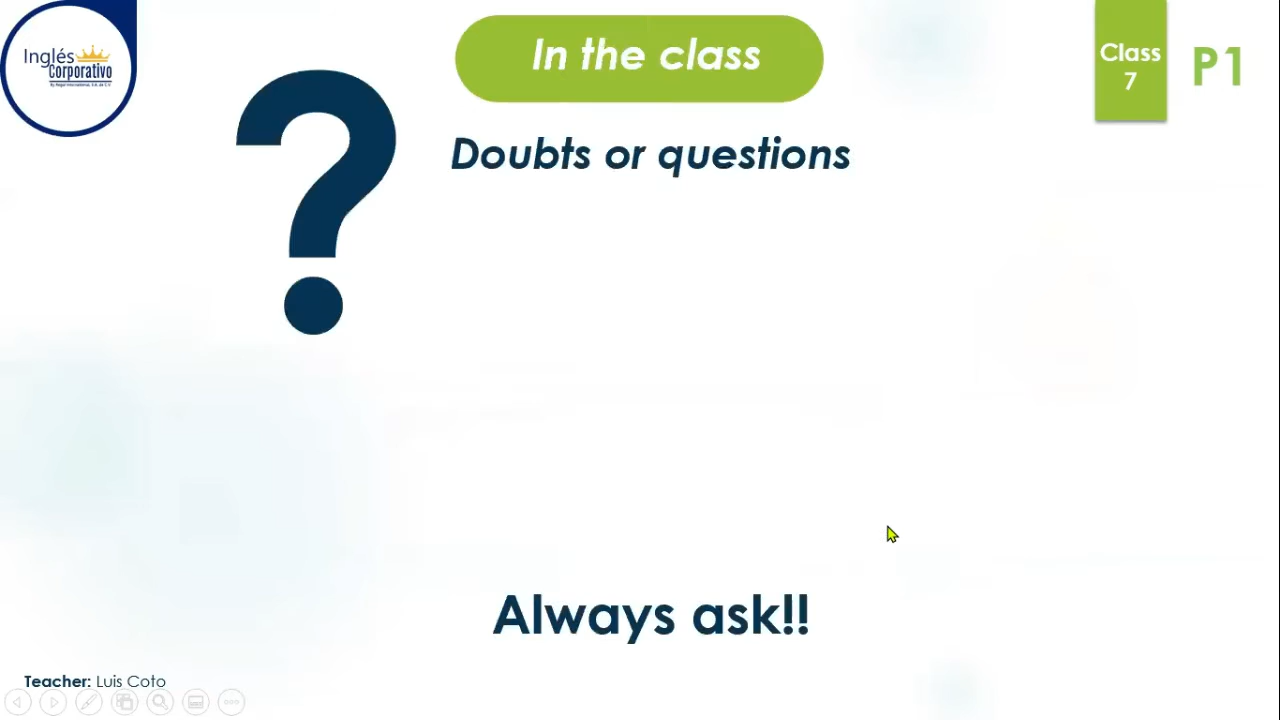 Inglés
Corporativo
In the class
Class
7
P1
?
Doubts or questions
Always ask!!
Teacher: Luis Coto